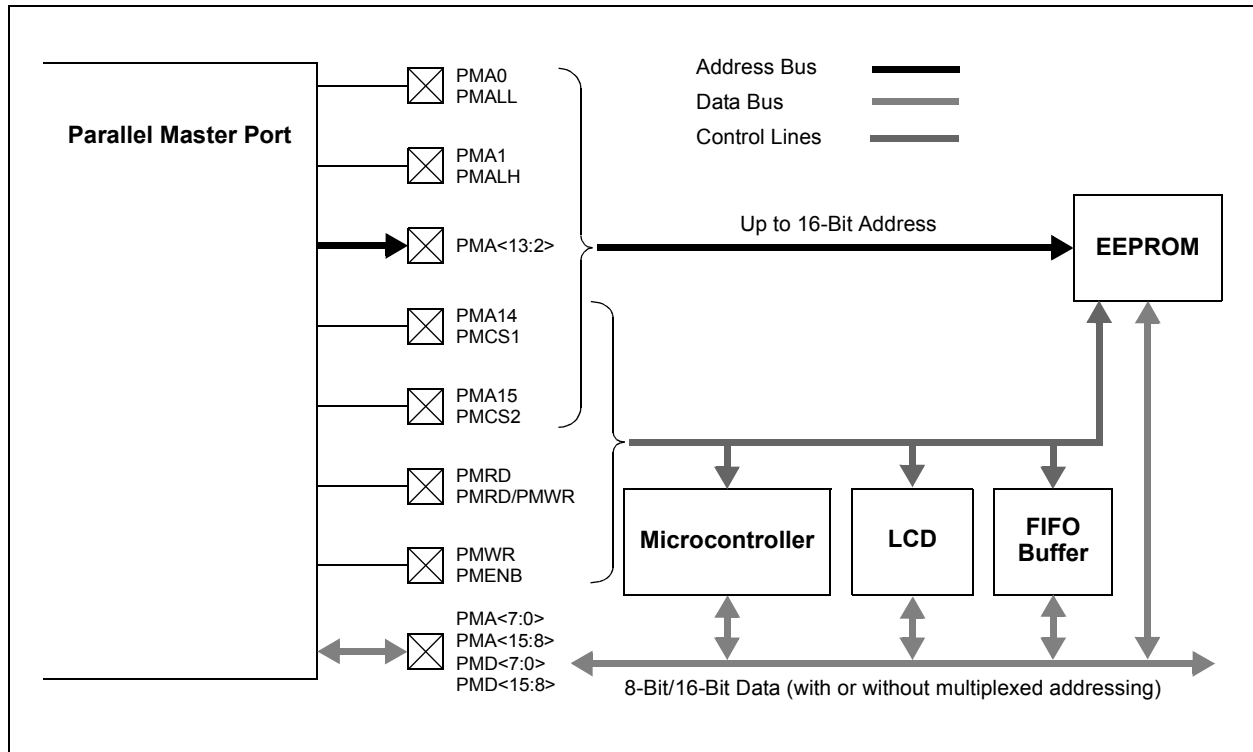 Parallel Master Port
PMA0
PMALL
PMA1
PMALH
PMA<13:2>
PMA14
PMCS1
PMA15
PMCS2
PMRD
PMRD/PMWR
PMWR
PMENB
PMA<7:0>
PMA<15:8>
PMD<7:0>
PMD<15:8>
Address Bus
Data Bus
Control Lines
Up to 16-Bit Address
EEPROM
Microcontroller
LCD
FIFO
Buffer
8-Bit/16-Bit Data (with or without multiplexed addressing)